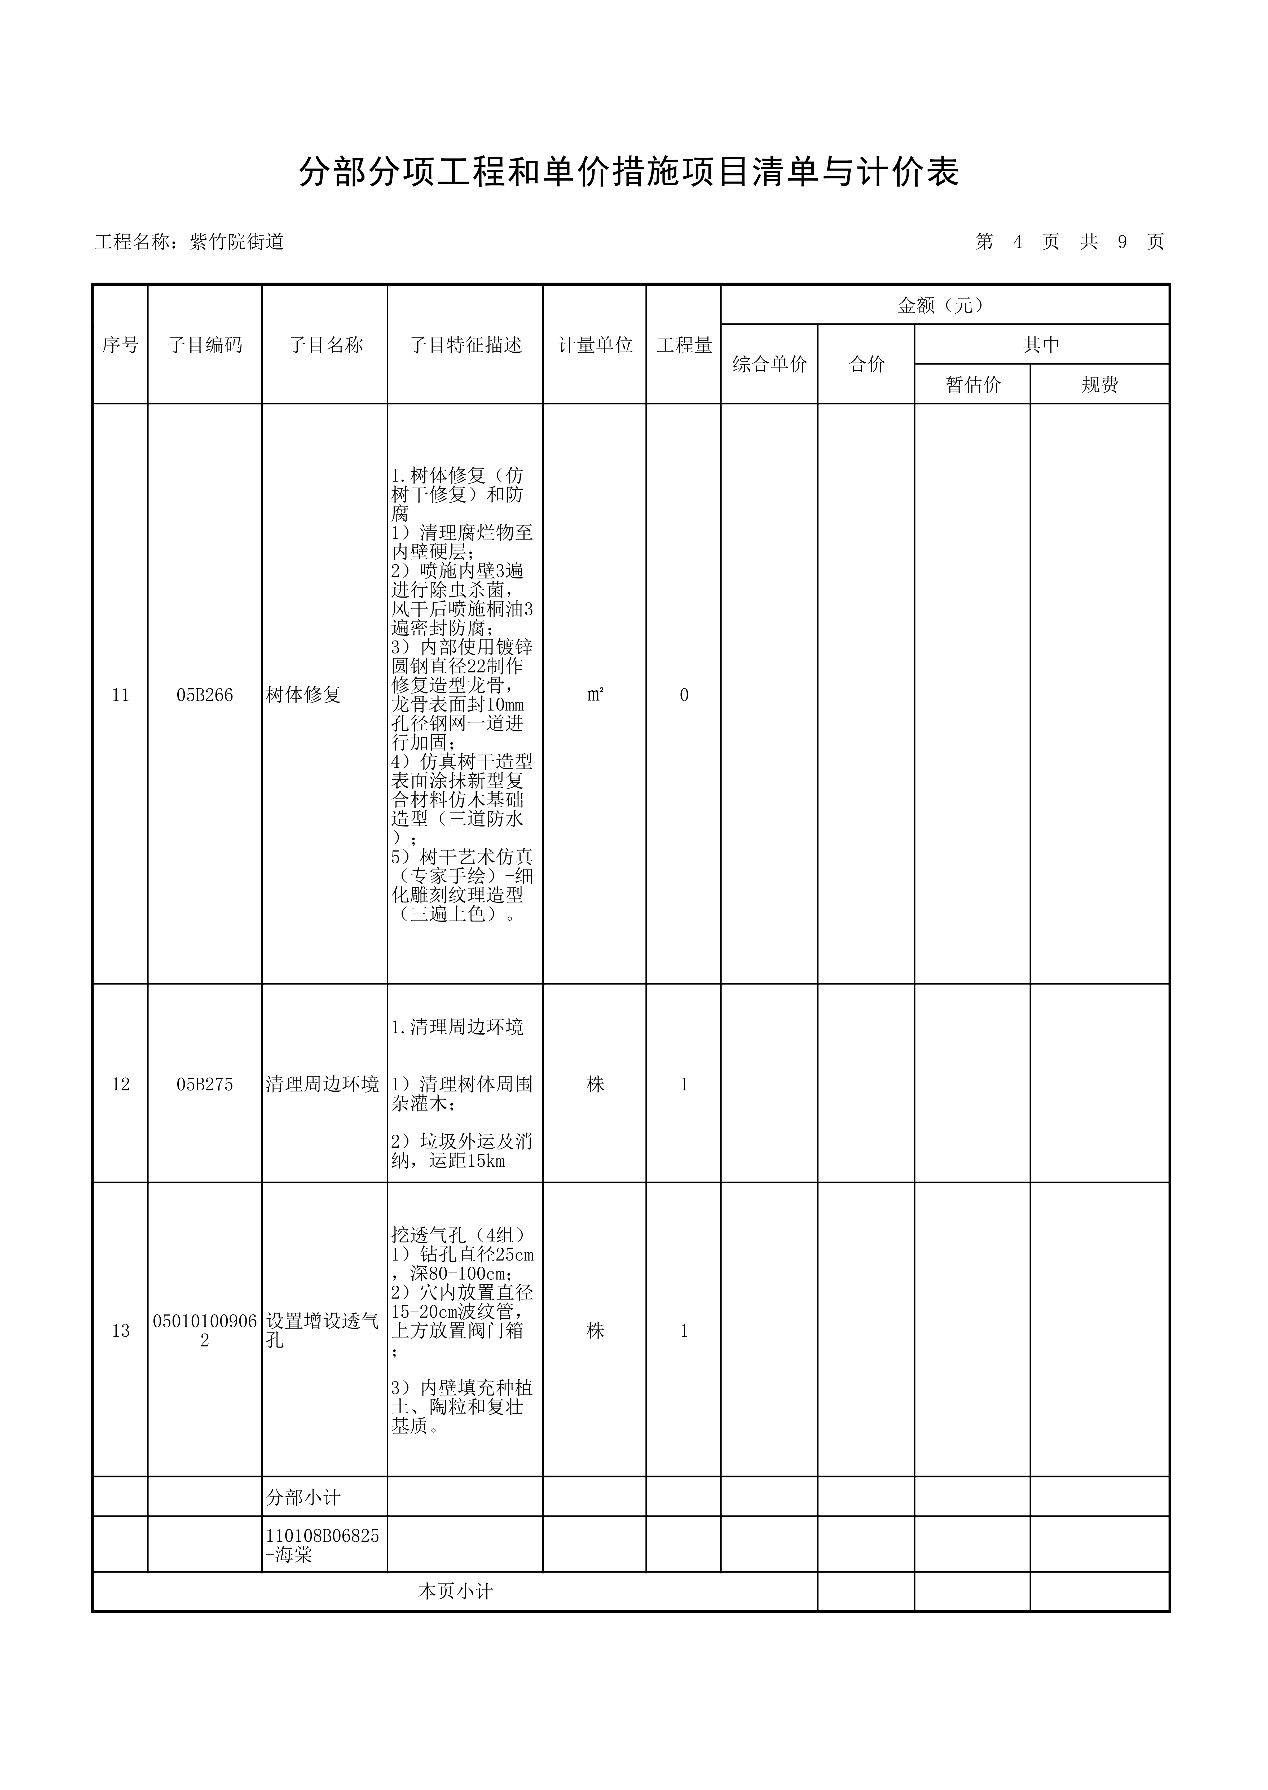 分部分项工程和单价措施项目清单与计价表
工程名称：紫竹院街道 第 4 页 共 9 页
序号 子目编码 子目名称 子目特征描述 计量单位 工程量 金额（元）
综合单价 合价 其中
暂估价 规费
11 05B266 树体修复 m² 0
1.树体修复（仿
树干修复）和防
腐
1）清理腐烂物至
内壁硬层；
2）喷施内壁3遍
进行除虫杀菌，
风干后喷施桐油3
遍密封防腐；
3）内部使用镀锌
圆钢直径22制作
修复造型龙骨，
龙骨表面封10mm
孔径钢网一道进
行加固；
4）仿真树干造型
表面涂抹新型复
合材料仿木基础
造型（三道防水
）；
5）树干艺术仿真
（专家手绘）-细
化雕刻纹理造型
（三遍上色）。
12 05B275 清理周边环境 株 1
1.清理周边环境
1）清理树体周围
杂灌木；
2）垃圾外运及消
纳，运距15km
13 05010100906
2
设置增设透气
孔
株 1
挖透气孔（4组）
1）钻孔直径25cm
，深80-100cm；
2）穴内放置直径
15-20cm波纹管，
上方放置阀门箱
；
3）内壁填充种植
土、陶粒和复壮
基质。
分部小计
110108B06825
-海棠
本页小计